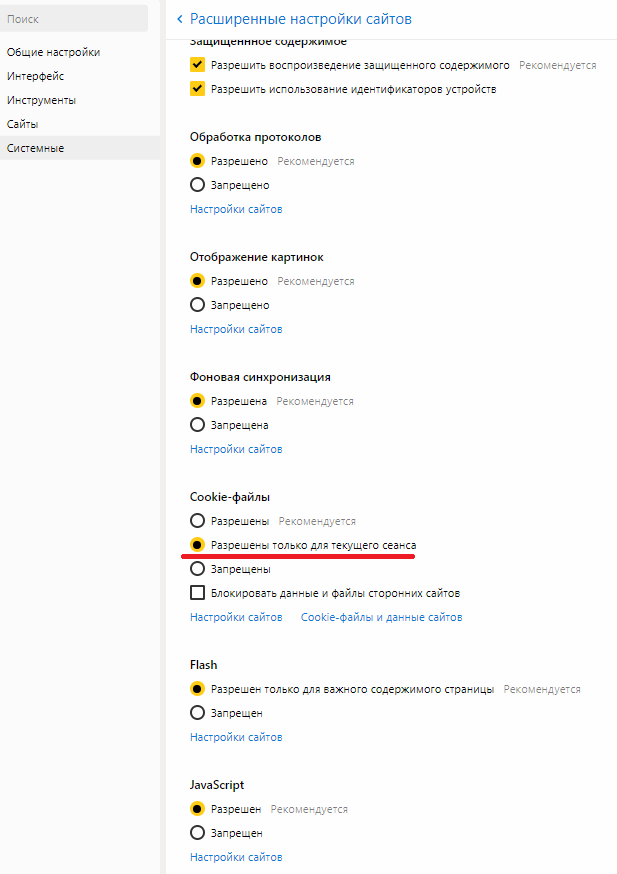 Поиск
Общие настройки
Интерфейс
Инструменты
Сайты
Системные
Расширенные настройки сайтов
Защищенное содержимое
Разрешить воспроизведение защищенного содержимого Рекомендуется
Разрешить использование идентификаторов устройств
Обработка протоколов
Разрешено Рекомендуется
Запрещено
Настройки сайтов
Отображение картинок
Разрешено Рекомендуется
Запрещено
Настройки сайтов
Фоновая синхронизация
Разрешена Рекомендуется
Запрещена
Настройки сайтов
Cookie-файлы
Разрешены Рекомендуется
Разрешены только для текущего сеанса
Запрещены
Блокировать данные и файлы сторонних сайтов
Настройки сайтов Cookie-файлы и данные сайтов
Flash
Разрешен только для важного содержимого страницы Рекомендуется
Запрещен
Настройки сайтов
JavaScript
Разрешен Рекомендуется
Запрещен
Настройки сайтов